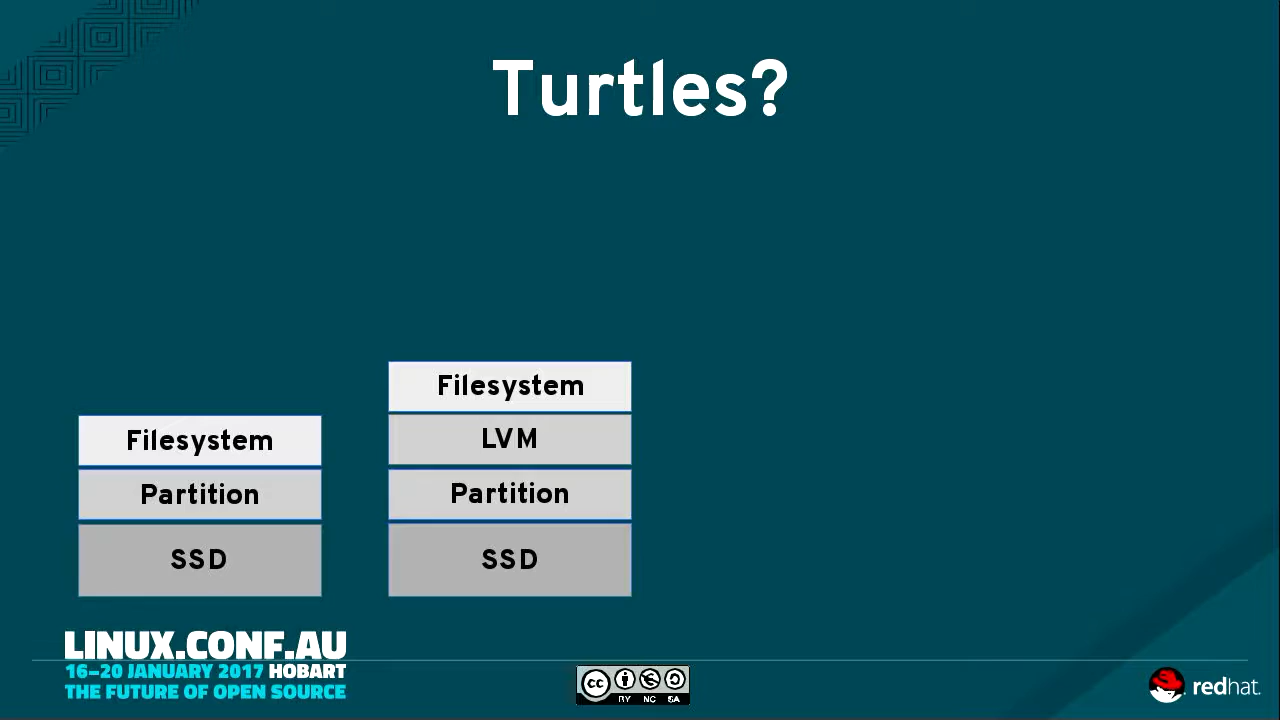 Turtles?
Filesystem
Partition
SSD
Filesystem
LVM
Partition
SSD
LINUX.CONF.AU
16–20 JANUARY 2017 HOBART
THE FUTURE OF OPEN SOURCE
cc
BY NC SA
redhat.